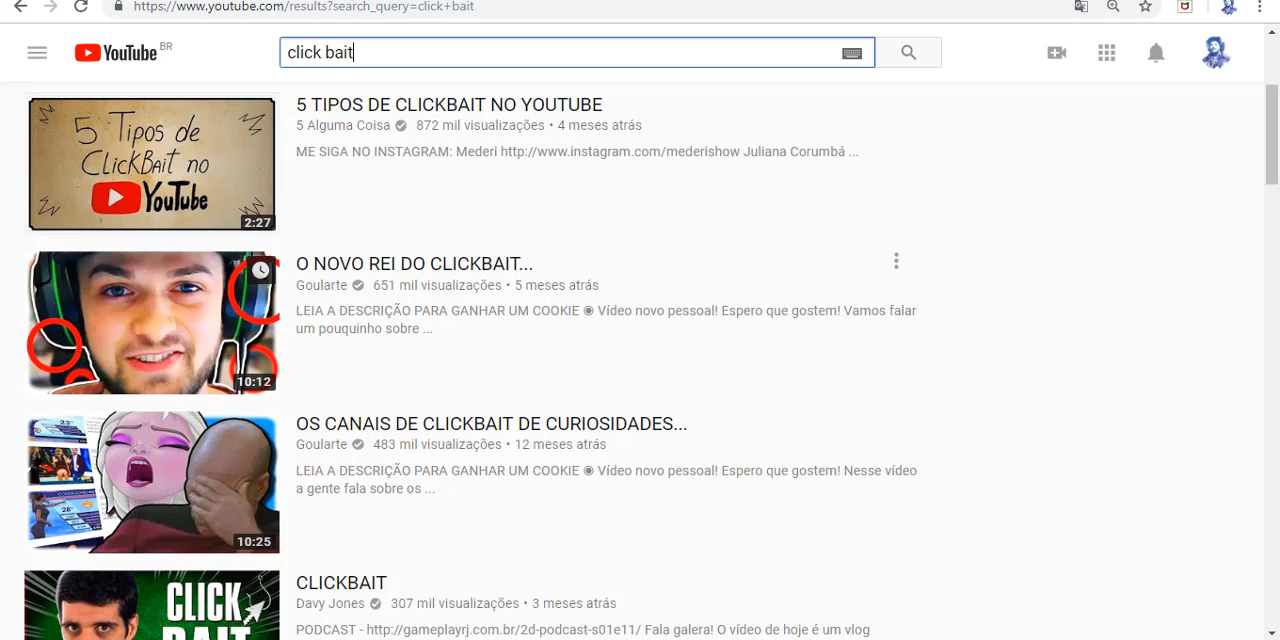 https://www.youtube.com/results?search_query=click+bait
YouTube BR
click bait
5 Tipos de
ClickBait no
YouTube
2:27
5 TIPOS DE CLICKBAIT NO YOUTUBE
5 Alguma Coisa 872 mil visualizações • 4 meses atrás
ME SIGA NO INSTAGRAM: Mederi http://www.instagram.com/mederishow Juliana Corumbá ...
10:12
O NOVO REI DO CLICKBAIT...
Goularte 651 mil visualizações • 5 meses atrás
LEIA A DESCRIÇÃO PARA GANHAR UM COOKIE ◉ Vídeo novo pessoal! Espero que gostem! Vamos falar
um pouquinho sobre ...
23°
28°
10:25
OS CANAIS DE CLICKBAIT DE CURIOSIDADES...
Goularte 483 mil visualizações • 12 meses atrás
LEIA A DESCRIÇÃO PARA GANHAR UM COOKIE ◉ Vídeo novo pessoal! Espero que gostem! Nesse vídeo
a gente fala sobre os ...
CLICK
BAIT
CLICKBAIT
Davy Jones 307 mil visualizações • 3 meses atrás
PODCAST - http://gameplayrj.com.br/2d-podcast-s01e11/ Fala galera! O vídeo de hoje é um vlog